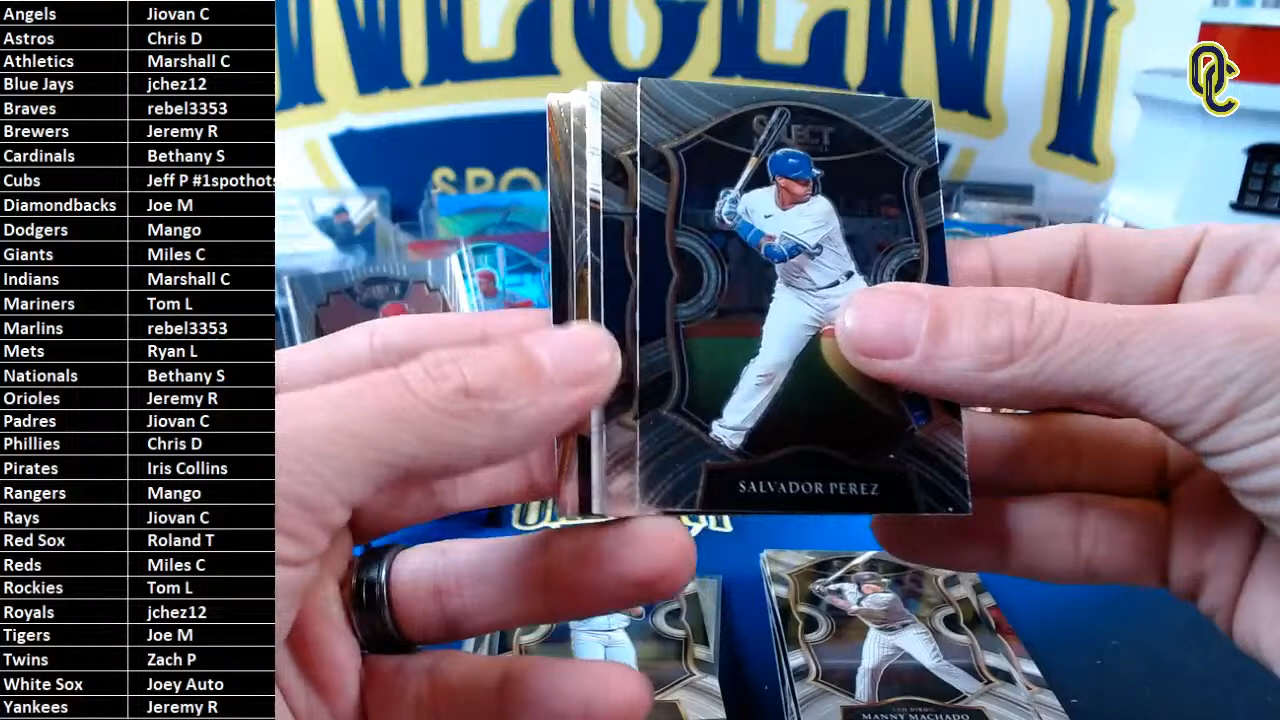 Angels Jiovan C
Astros Chris D
Athletics Marshall C
Blue Jays jchez12
Braves rebel3353
Brewers Jeremy R
Cardinals Bethany S
Cubs Jeff P #1spothots
Diamondbacks Joe M
Dodgers Mango
Giants Miles C
Indians Marshall C
Mariners Tom L
Marlins rebel3353
Mets Ryan L
Nationals Bethany S
Orioles Jeremy R
Padres Jiovan C
Phillies Chris D
Pirates Iris Collins
Rangers Mango
Rays Jiovan C
Red Sox Roland T
Reds Miles C
Rockies Tom L
Royals jchez12
Tigers Joe M
Twins Zach P
White Sox Joey Auto
Yankees Jeremy R
SPO
SELECT
SALVADOR PEREZ
SAN DIEGO
MANNY MACHADO